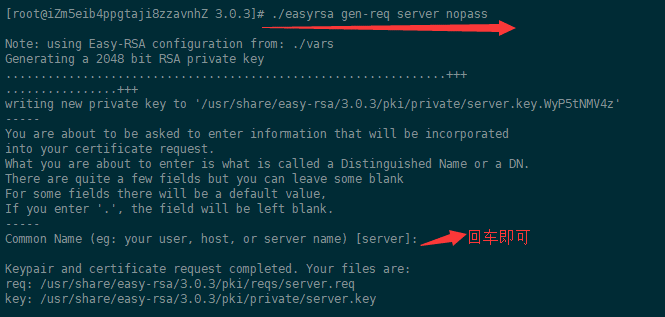 [root@iZm5eib4ppgtaji8zzavnhZ 3.0.3]# ./easyrsa gen-req server nopass
Note: using Easy-RSA configuration from: ./vars
Generating a 2048 bit RSA private key
................................................................+++
................+++
writing new private key to '/usr/share/easy-rsa/3.0.3/pki/private/server.key.WyP5tNMV4z'
-----
You are about to be asked to enter information that will be incorporated
into your certificate request.
What you are about to enter is what is called a Distinguished Name or a DN.
There are quite a few fields but you can leave some blank
For some fields there will be a default value,
If you enter '.', the field will be left blank.
-----
Common Name (eg: your user, host, or server name) [server]: 回车即可
Keypair and certificate request completed. Your files are:
req: /usr/share/easy-rsa/3.0.3/pki/reqs/server.req
key: /usr/share/easy-rsa/3.0.3/pki/private/server.key